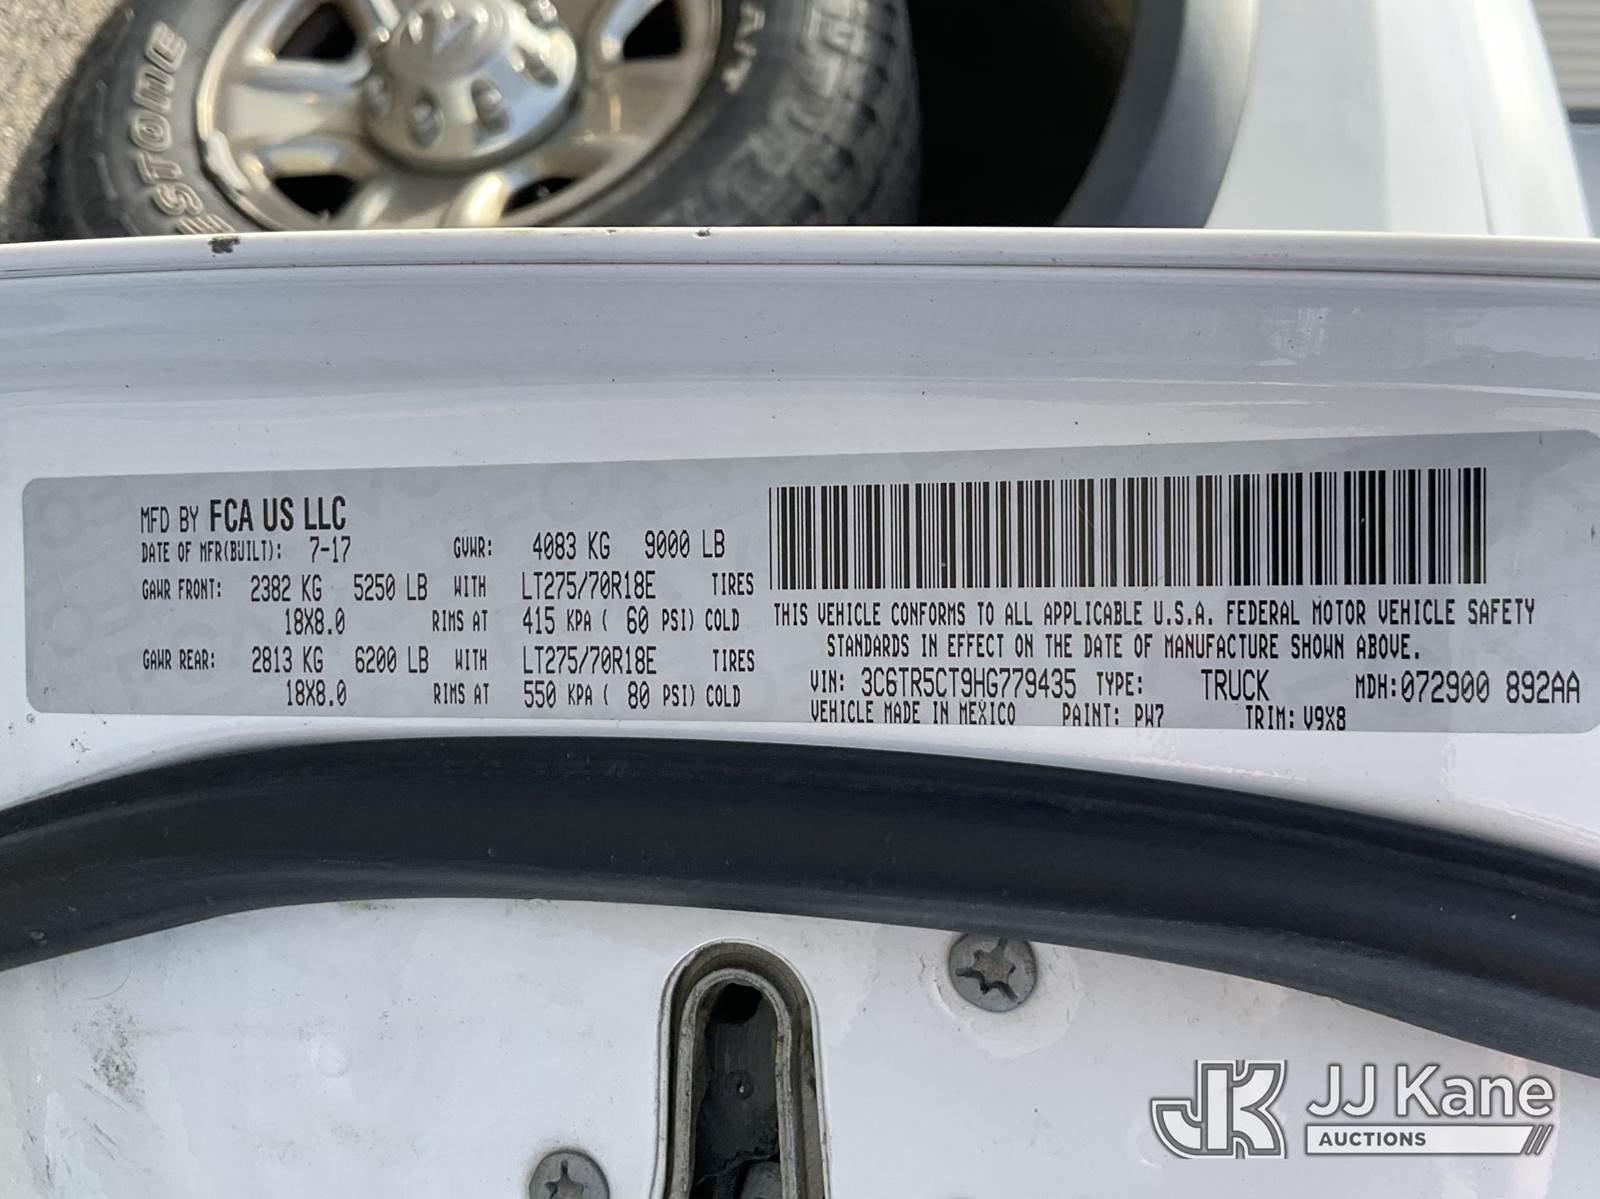 ESTONE
MFD BY FCA US LLC
DATE OF MFR(BUILT): 7-17 GVWR: 4083 KG 9000 LB
GAWR FRONT: 2382 KG 5250 LB WITH LT275/70R18E TIRES
18X8.0 RIMS AT 415 KPA ( 60 PSI) COLD
GAWR REAR: 2813 KG 6200 LB WITH LT275/70R18E TIRES
18X8.0 RIMS AT 550 KPA ( 80 PSI) COLD
THIS VEHICLE CONFORMS TO ALL APPLICABLE U.S.A. FEDERAL MOTOR VEHICLE SAFETY
STANDARDS IN EFFECT ON THE DATE OF MANUFACTURE SHOWN ABOVE.
VIN: 3C6TR5CT9HG779435 TYPE: TRUCK MDH:072900 892AA
VEHICLE MADE IN MEXICO PAINT: PW7 TRIM: V9X8
JK JJ Kane
AUCTIONS